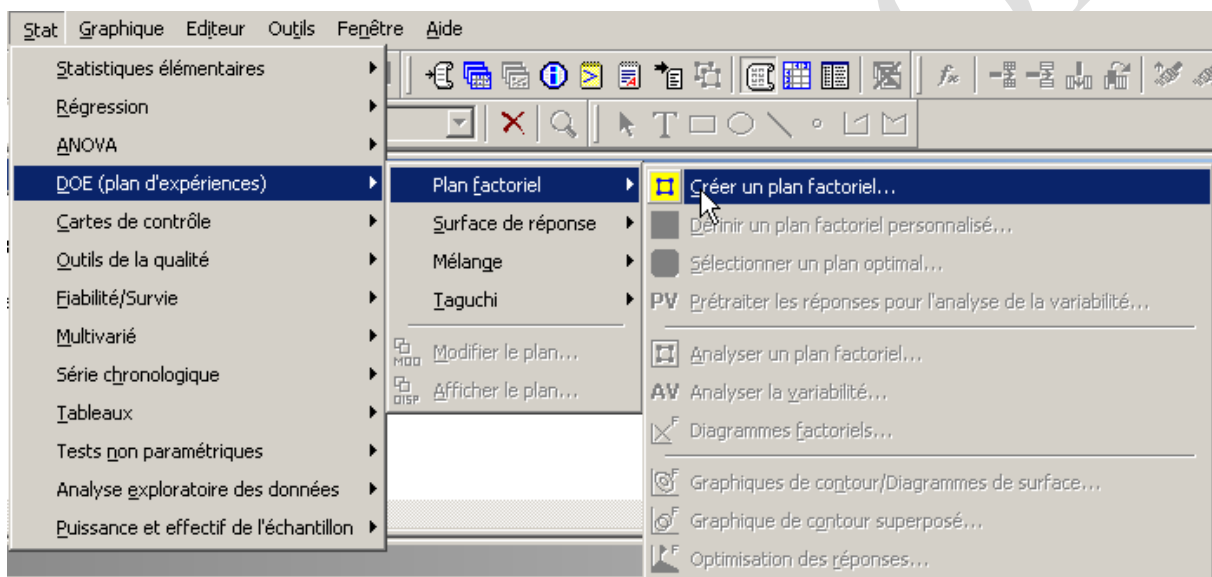 Stat Graphique Editeur Outils Fenêtre Aide
Statistiques élémentaires
Régression
ANOVA
DOE (plan d'expériences)
Cartes de contrôle
Outils de la qualité
Fiabilité/Survie
Multivarié
Série chronologique
Tableaux
Tests non paramétriques
Analyse exploratoire des données
Puissance et effectif de l'échantillon
Plan factoriel
Surface de réponse
Mélange
Taguchi
MOD Modifier le plan...
DISP Afficher le plan...
Créer un plan factoriel...
Définir un plan factoriel personnalisé...
Sélectionner un plan optimal...
PV Prétraiter les réponses pour l'analyse de la variabilité...
Analyser un plan factoriel...
AV Analyser la variabilité...
F Diagrammes factoriels...
F Graphiques de contour/Diagrammes de surface...
F Graphique de contour superposé...
F Optimisation des réponses...